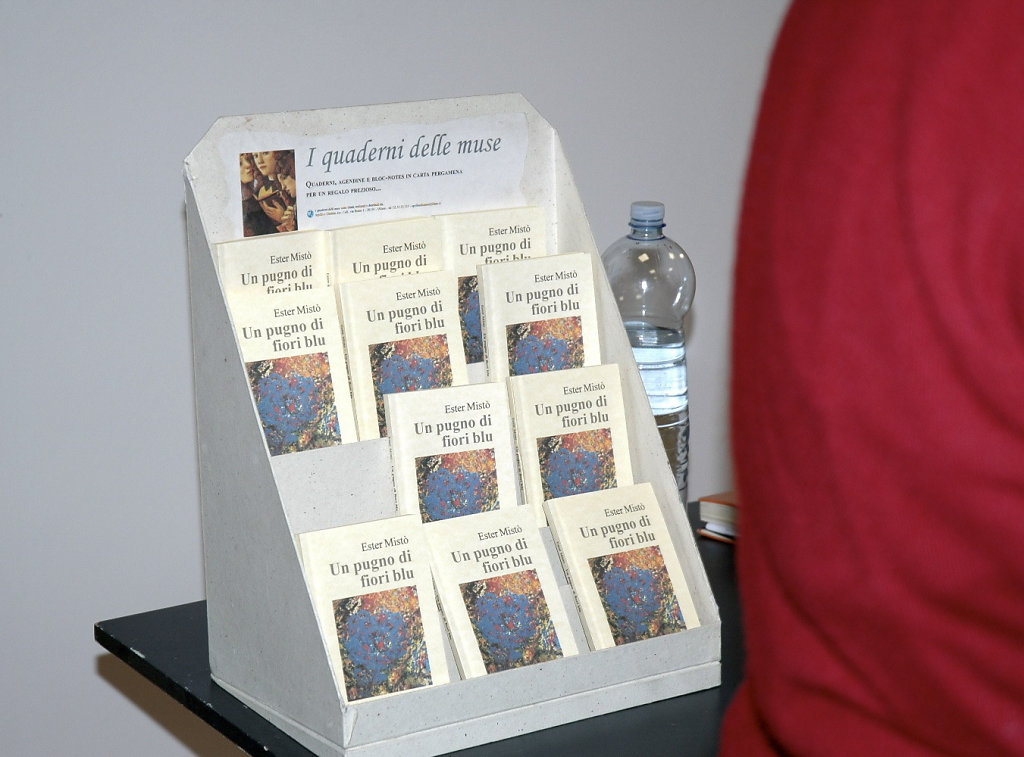 I quaderni delle muse
Quaderni, agendine e bloc-notes in carta pergamena
per un regalo prezioso...
Ester Mistò
Un pugno di
fiori blu
Ester Mistò
Un pugno di
fiori blu
Ester Mistò
Un pugno di
Ester Mistò
Un pugno di
fiori blu
Ester Mistò
Un pugno di
fiori blu
Ester Mistò
Un pugno di
fiori blu
Ester Mistò
Un pugno di
fiori blu
Ester Mistò
Un pugno di
fiori blu
Ester Mistò
Un pugno di
fiori blu
Ester Mistò
Un pugno di
fiori blu
Ester Mistò
Un pugno di
fiori blu